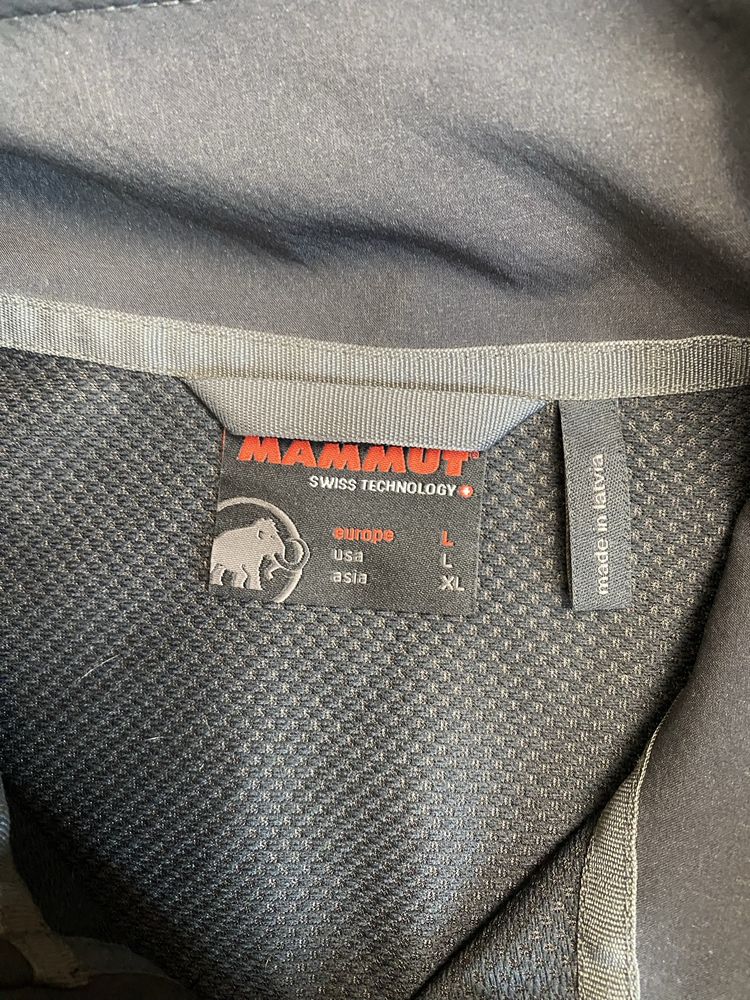 MAMMUT
SWISS TECHNOLOGY
europe L
usa L
asia XL
made in latvia